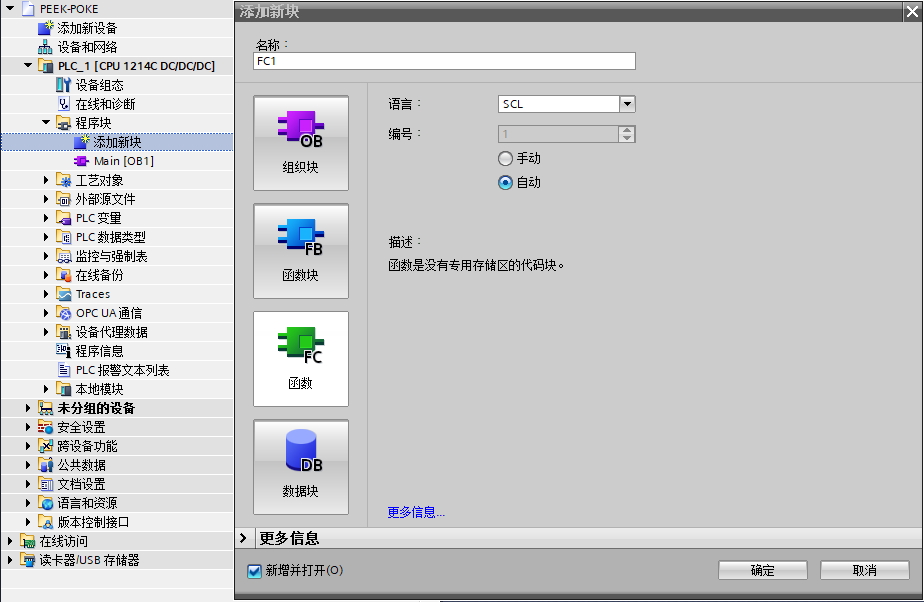 PEEK-POKE
添加新设备
设备和网络
PLC_1 [CPU 1214C DC/DC/DC]
设备组态
在线和诊断
程序块
添加新块
Main [OB1]
工艺对象
外部源文件
PLC 变量
PLC 数据类型
监控与强制表
在线备份
Traces
OPC UA 通信
设备代理数据
程序信息
PLC 报警文本列表
本地模块
未分组的设备
安全设置
跨设备功能
公共数据
文档设置
语言和资源
版本控制接口
在线访问
读卡器/USB 存储器
添加新块
名称：
FC1
OB
组织块
FB
函数块
FC
函数
DB
数据块
语言：
SCL
编号：
1
手动
自动
描述：
函数是没有专用存储区的代码块。
更多信息...
更多信息
新增并打开(O)
确定
取消